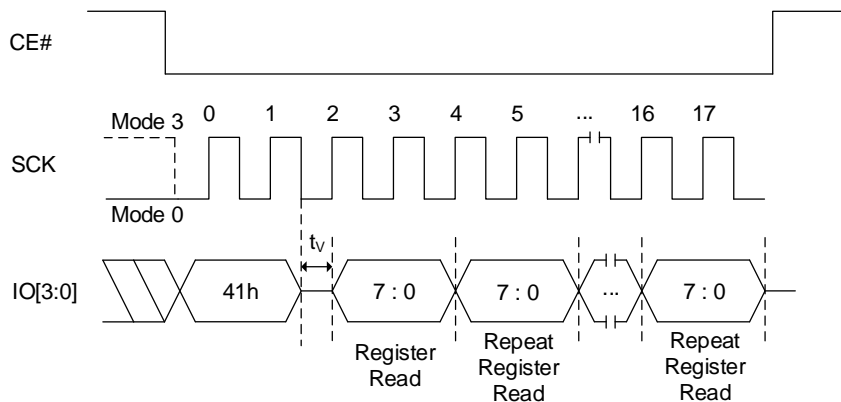 CE#
Mode 3 0 1 2 3 4 5 ... 16 17
SCK
Mode 0
tV
IO[3:0] 41h 7 : 0 7 : 0 ... 7 : 0
Register
Read
Repeat
Register
Read
Repeat
Register
Read